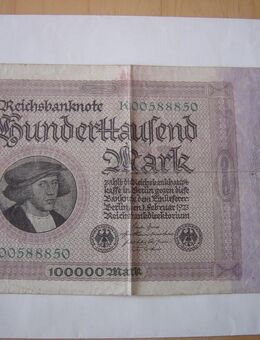 Reichsbanknote K·00588850
Hunderttausend
Mark
zahlt die Reichsbankhaupt-
kasse in Berlin gegen diese
Banknote dem Einlieferer
Berlin, den 1. Februar 1923
Reichsbankdirektorium
00588850
100000 Mark